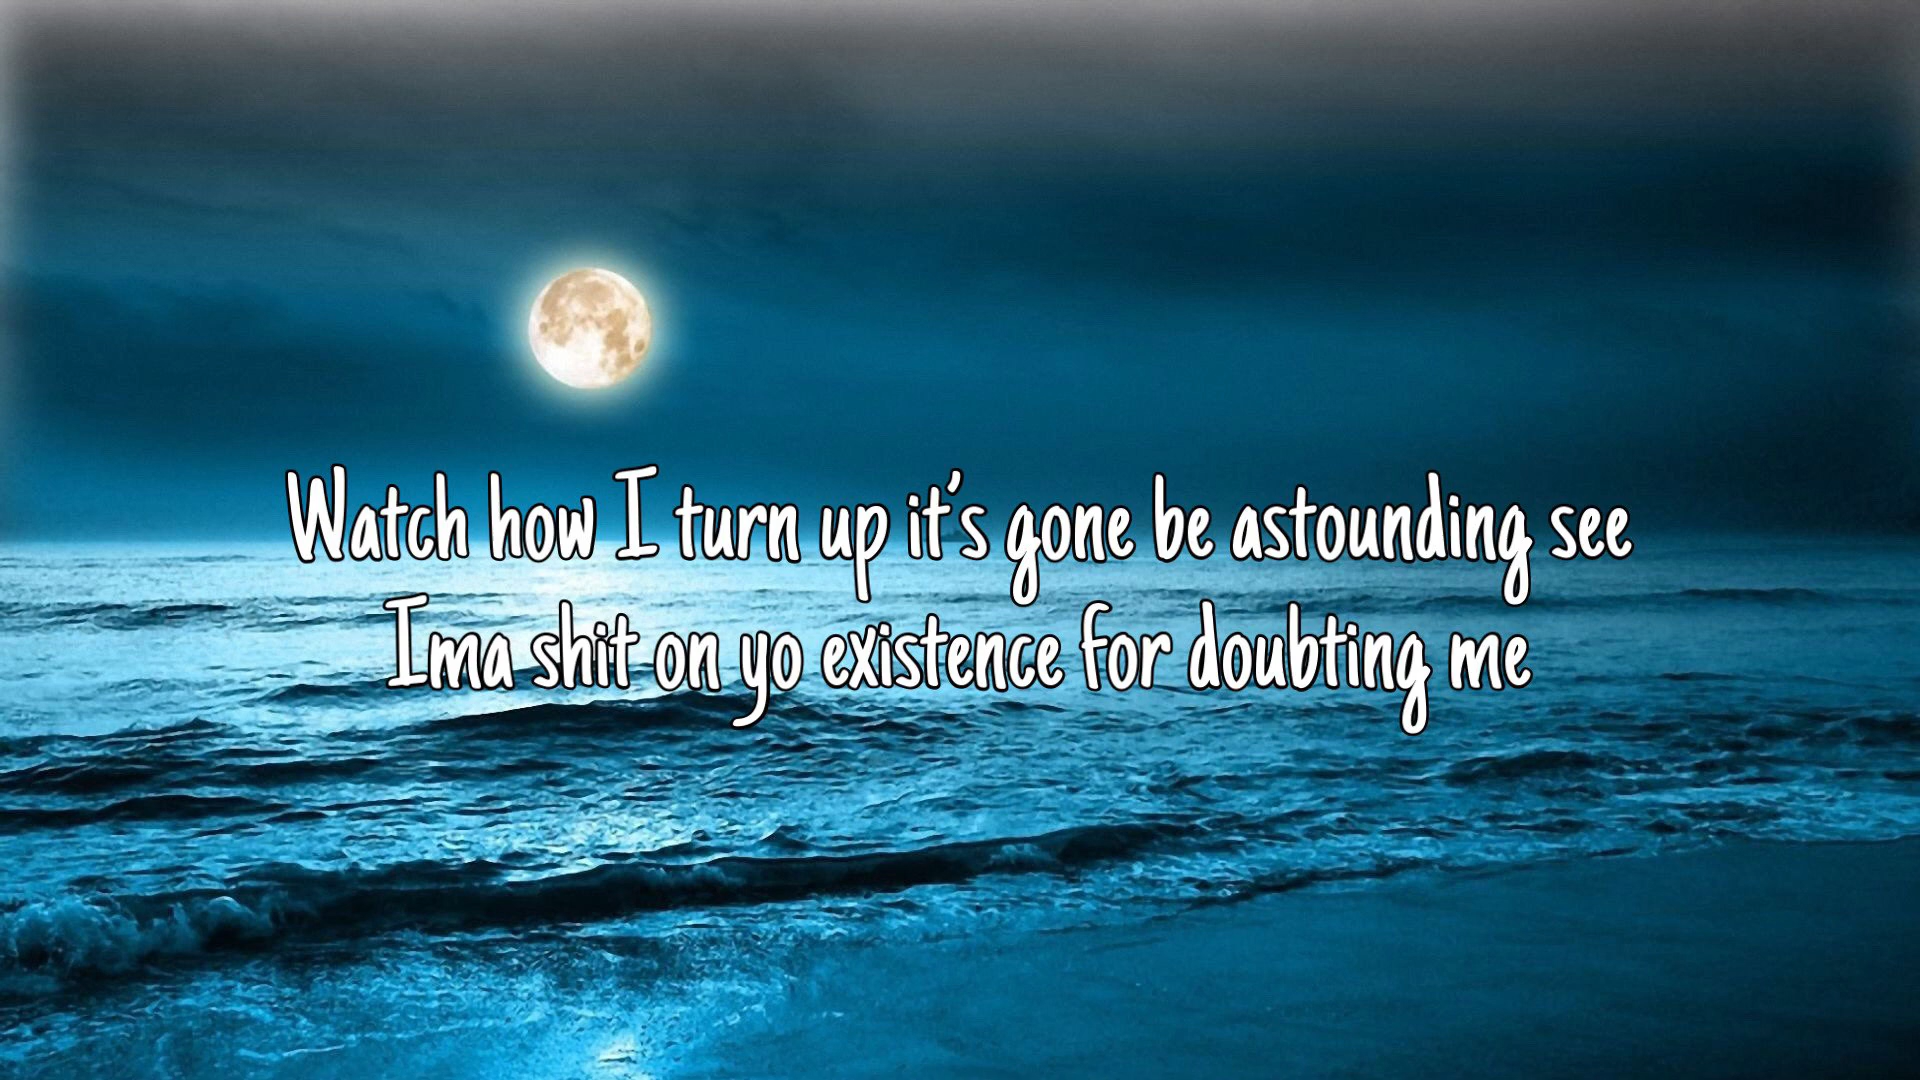 Watch how I turn up it's gone be astounding see
Ima shit on yo existence for doubting me